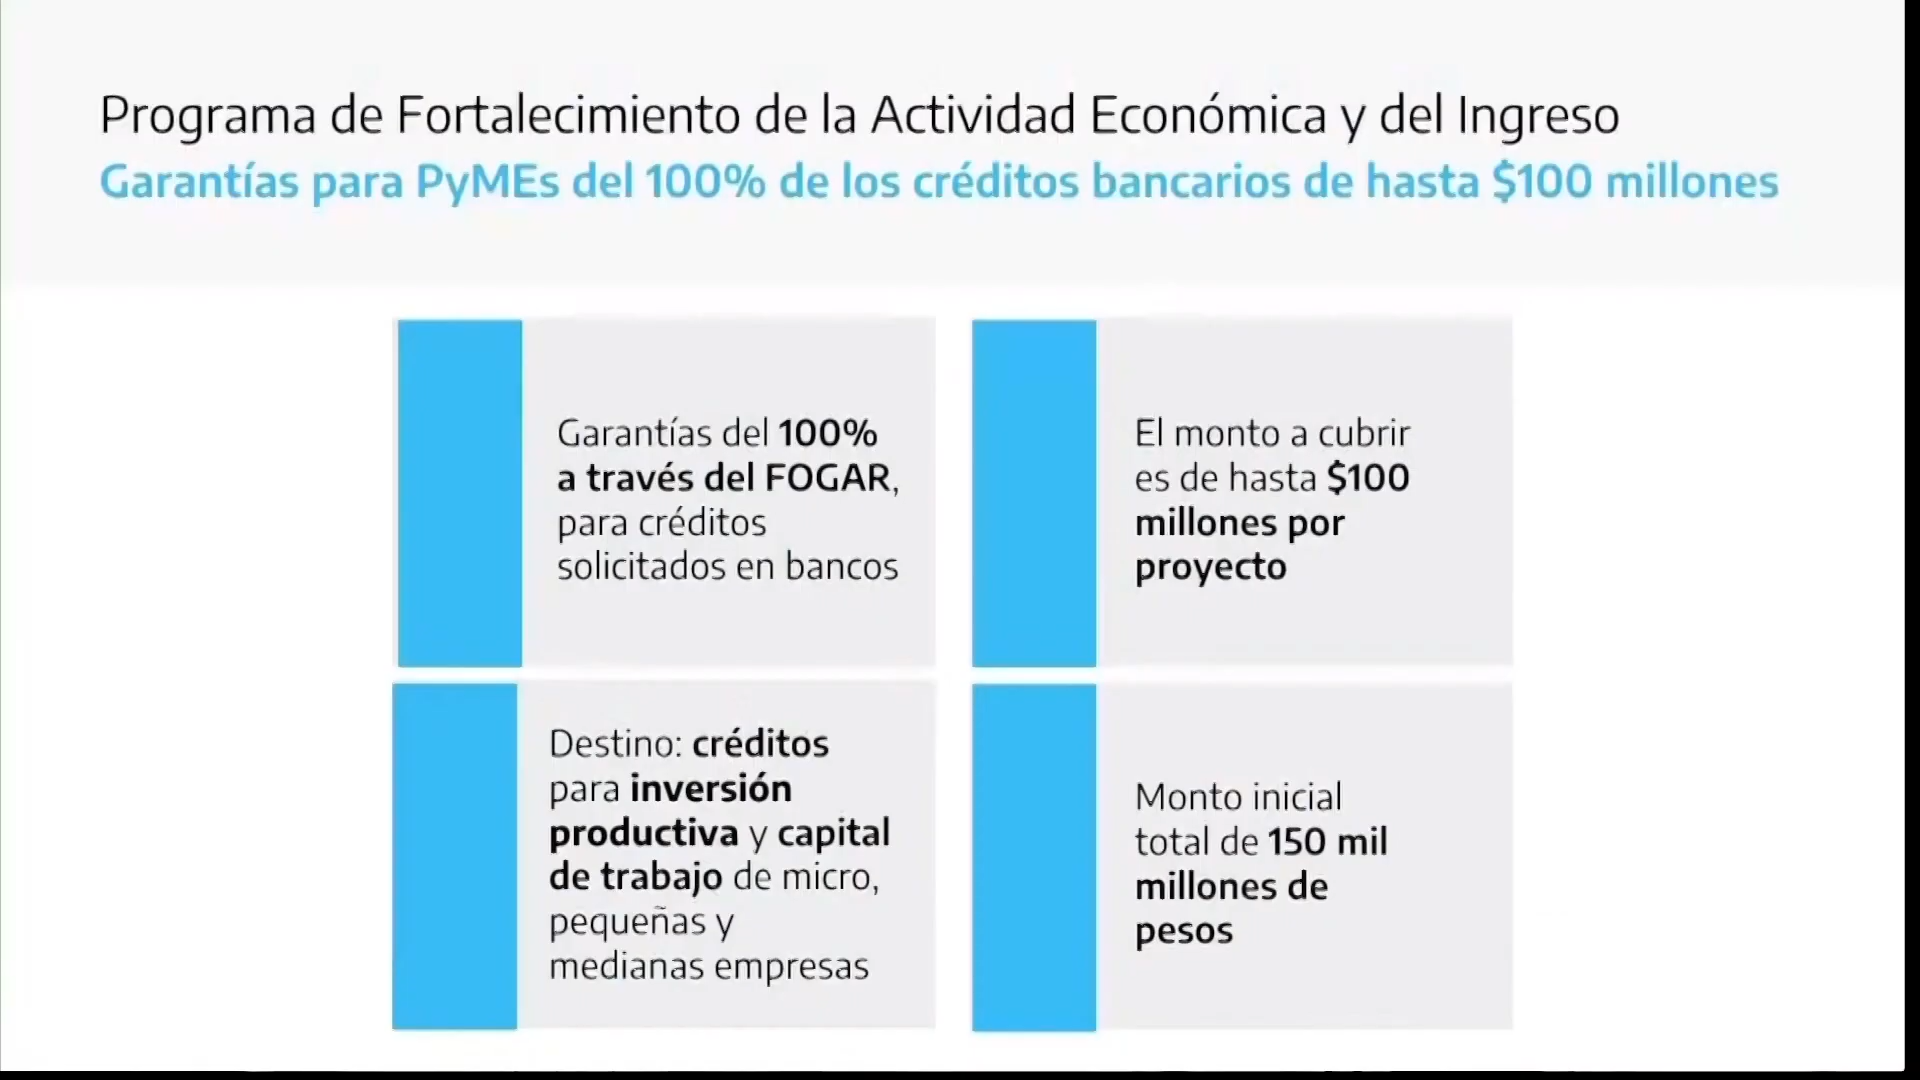 Programa de Fortalecimiento de la Actividad Económica y del Ingreso
Garantías para PyMEs del 100% de los créditos bancarios de hasta $100 millones
Garantías del 100%
a través del FOGAR,
para créditos
solicitados en bancos
El monto a cubrir
es de hasta $100
millones por
proyecto
Destino: créditos
para inversión
productiva y capital
de trabajo de micro,
pequeñas y
medianas empresas
Monto inicial
total de 150 mil
millones de
pesos